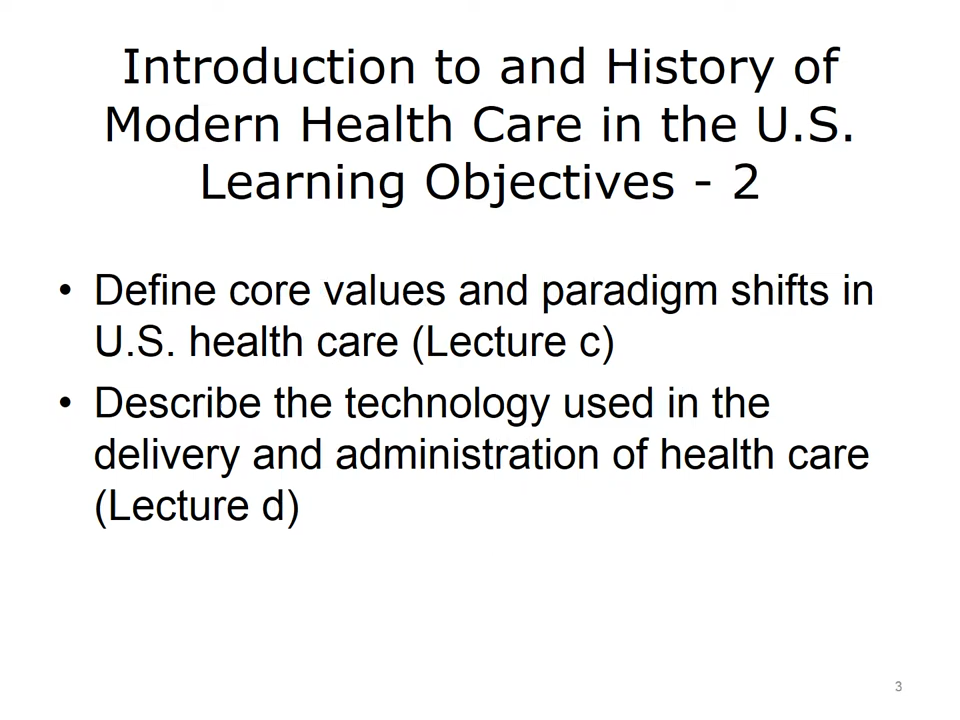 Introduction to and History of
Modern Health Care in the U.S.
Learning Objectives - 2
• Define core values and paradigm shifts in
U.S. health care (Lecture c)
• Describe the technology used in the
delivery and administration of health care
(Lecture d)
3